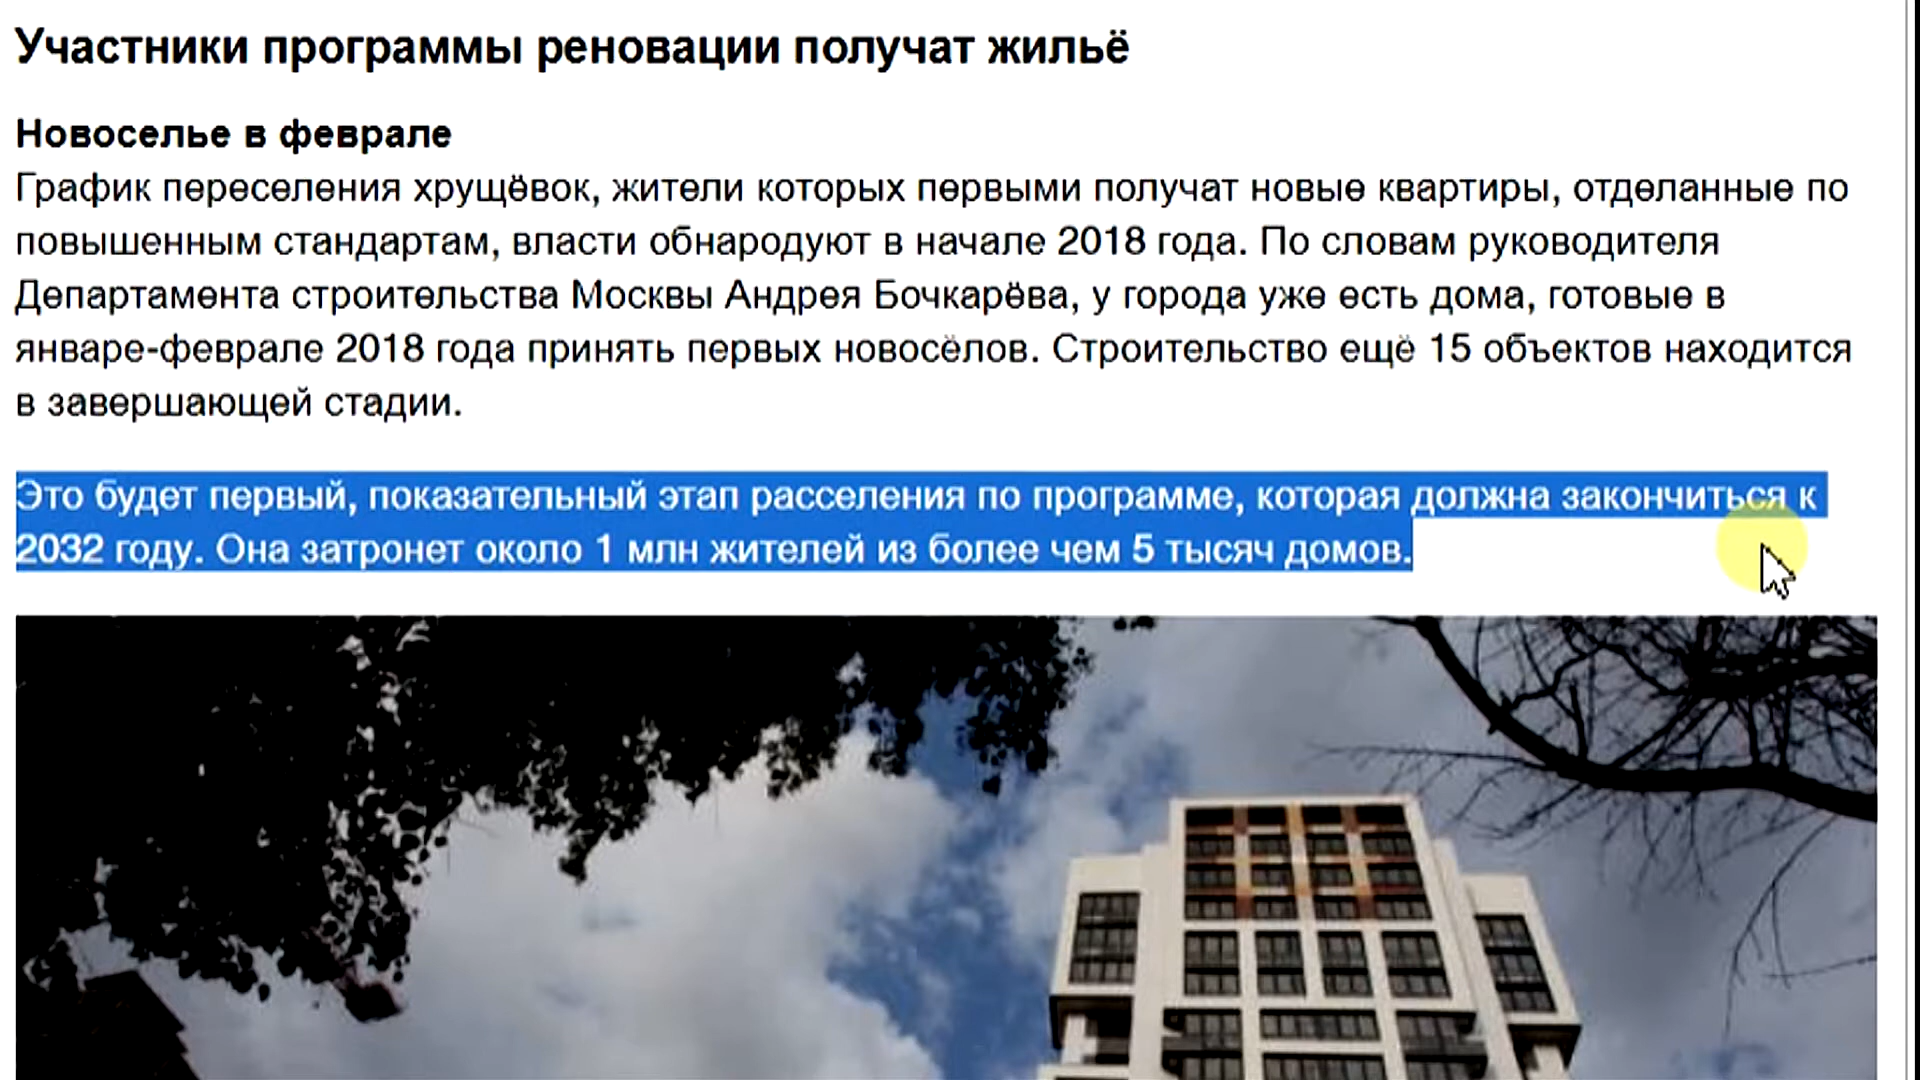 Участники программы реновации получат жильё
Новоселье в феврале
График переселения хрущёвок, жители которых первыми получат новые квартиры, отделанные по
повышенным стандартам, власти обнародуют в начале 2018 года. По словам руководителя
Департамента строительства Москвы Андрея Бочкарёва, у города уже есть дома, готовые в
январе-феврале 2018 года принять первых новосёлов. Строительство ещё 15 объектов находится
в завершающей стадии.
Это будет первый, показательный этап расселения по программе, которая должна закончиться к
2032 году. Она затронет около 1 млн жителей из более чем 5 тысяч домов.